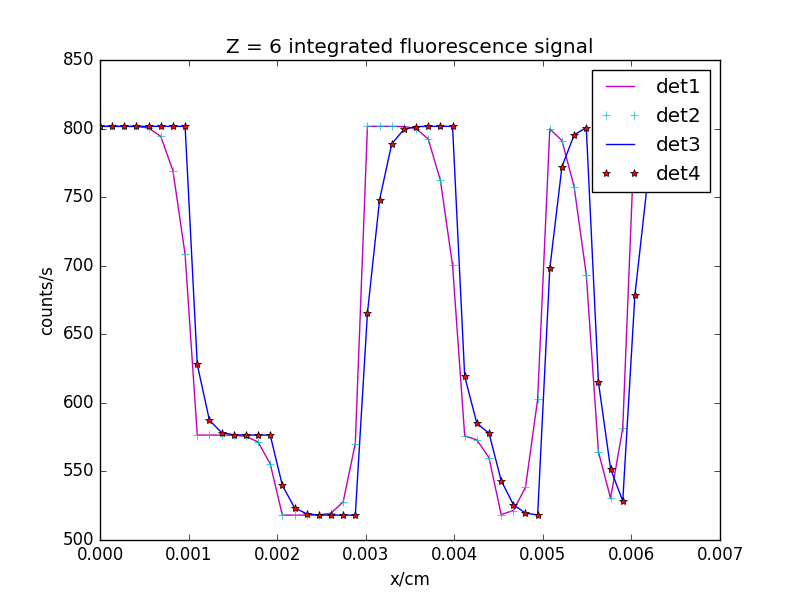 Z = 6 integrated fluorescence signal
850
800
750
700
650
600
550
500
counts/s
det1
det2
det3
det4
0.000 0.001 0.002 0.003 0.004 0.005 0.006 0.007
x/cm